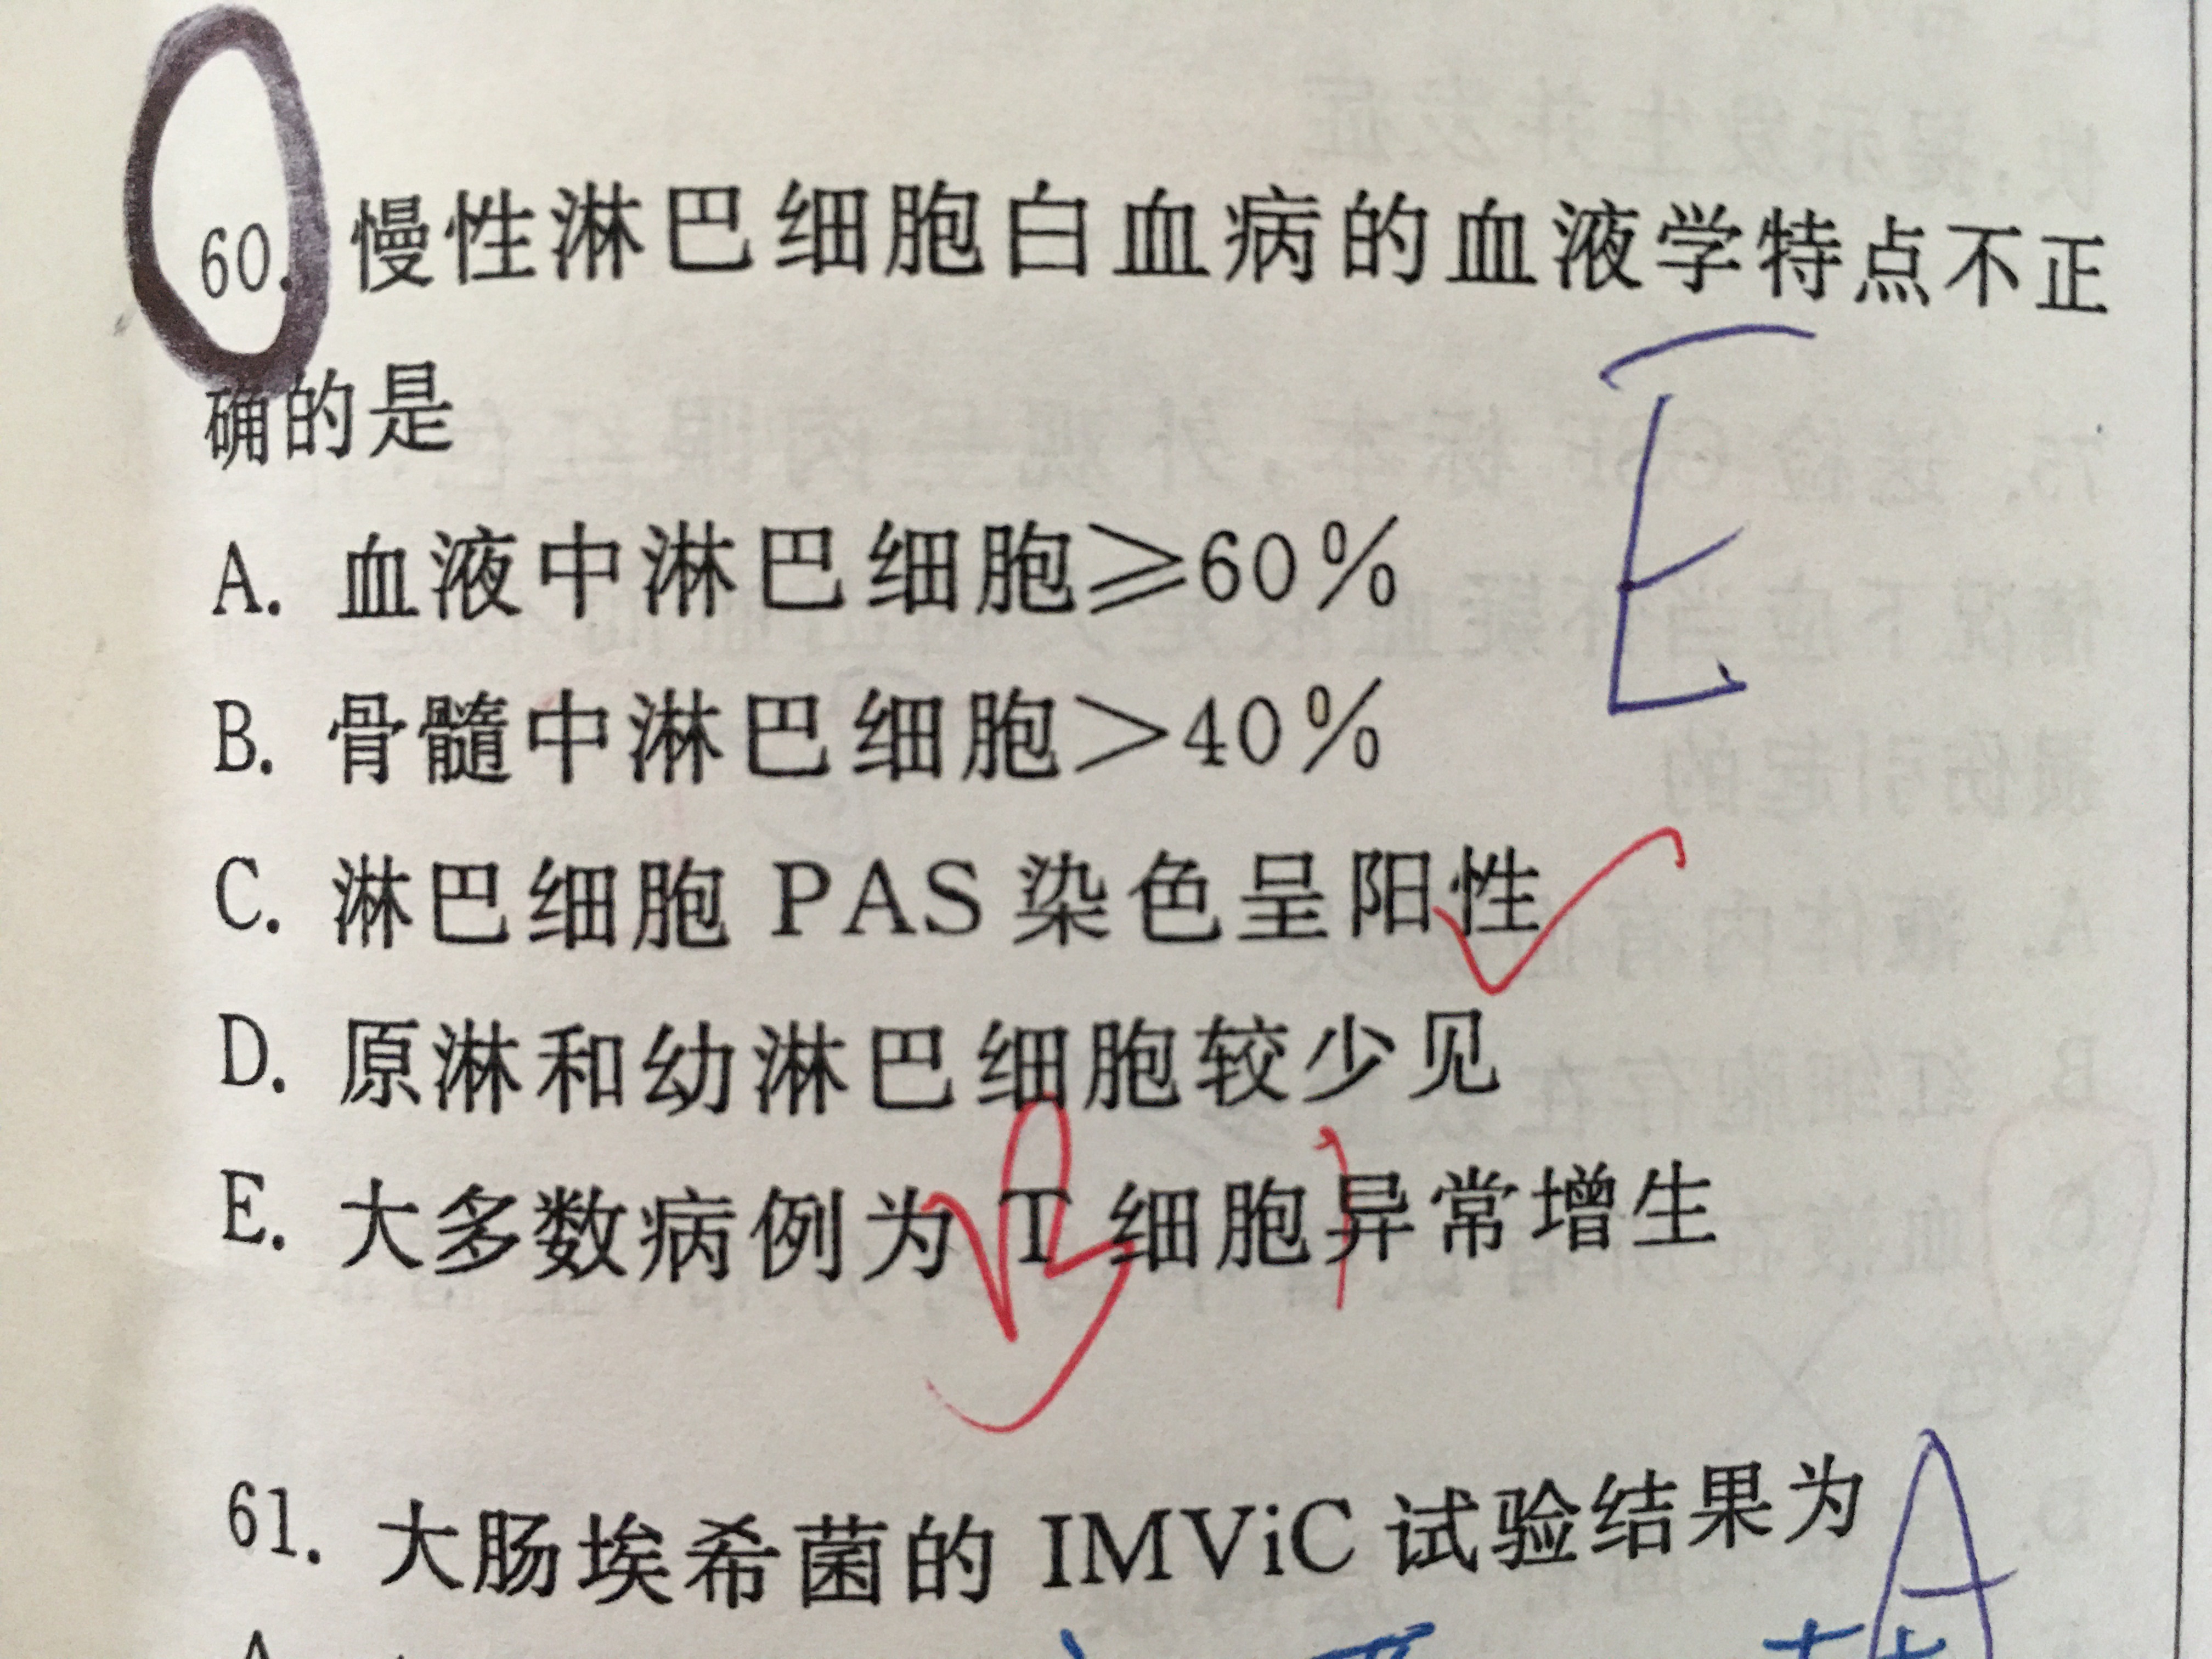 60. 慢性淋巴细胞白血病的血液学特点不正
确的是
A. 血液中淋巴细胞≥60%
B. 骨髓中淋巴细胞>40%
C. 淋巴细胞 PAS 染色呈阳性
D. 原淋和幼淋巴细胞较少见
E. 大多数病例为 T 细胞异常增生
E
61. 大肠埃希菌的 IMViC 试验结果为
A